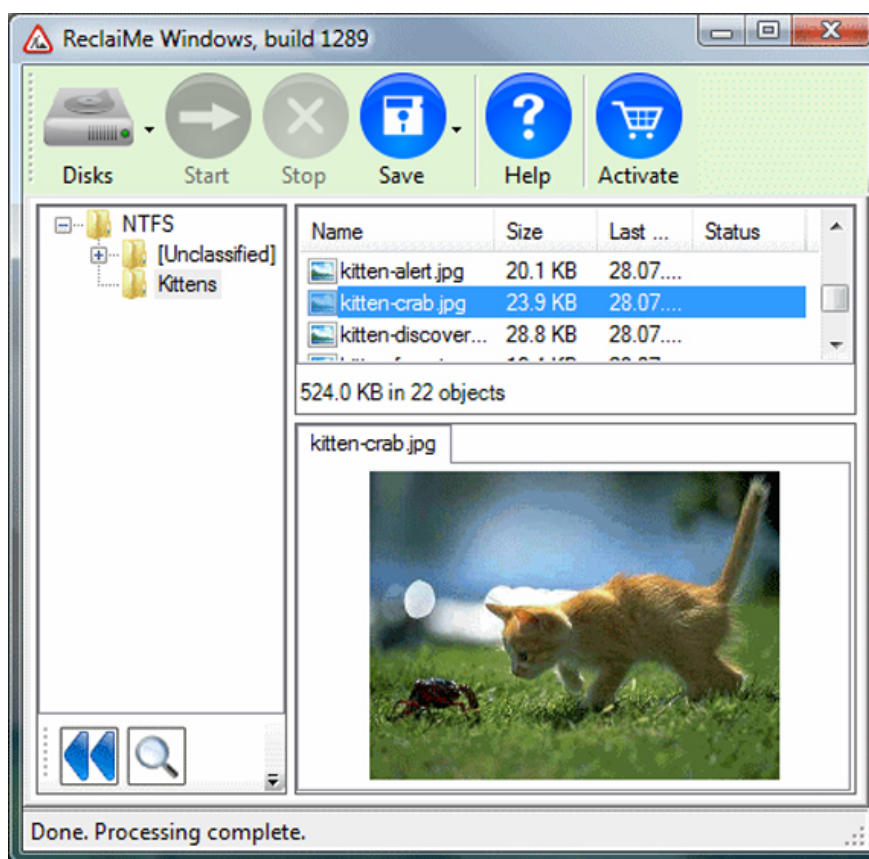 ReclaiMe Windows, build 1289
Disks Start Stop Save Help Activate
NTFS
[Unclassified]
Kittens
Name Size Last ... Status
kitten-alert.jpg 20.1 KB 28.07....
kitten-crab.jpg 23.9 KB 28.07....
kitten-discover... 28.8 KB 28.07....
524.0 KB in 22 objects
kitten-crab.jpg
Done. Processing complete.